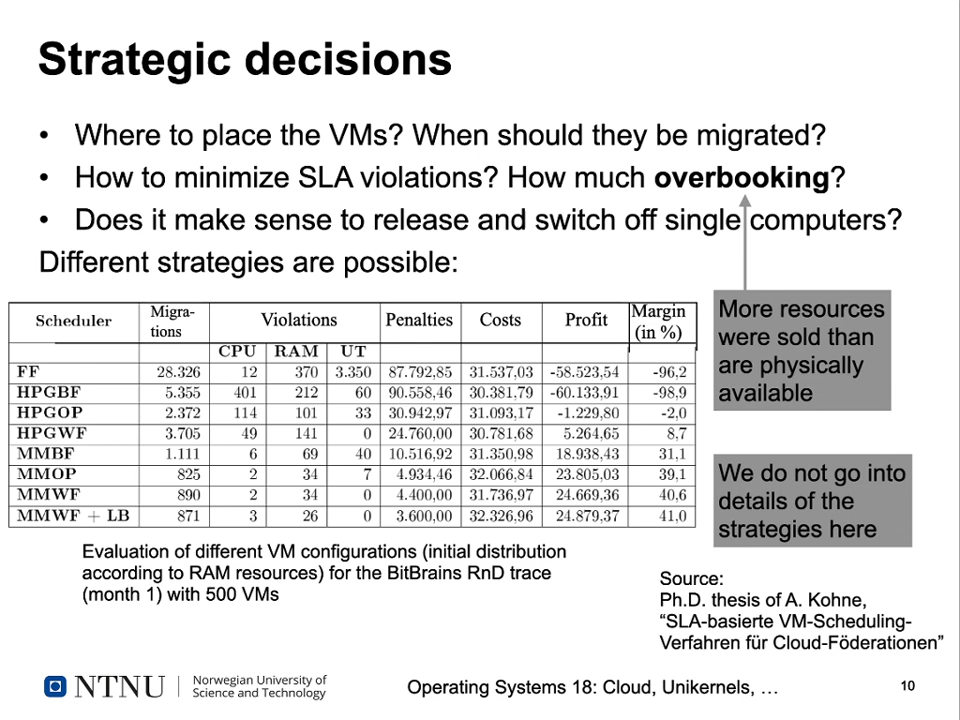 Strategic decisions
• Where to place the VMs? When should they be migrated?
• How to minimize SLA violations? How much overbooking?
• Does it make sense to release and switch off single computers?
Different strategies are possible:
Scheduler Migra- Violations Penalties Costs Profit Margin
tions (in %)
CPU RAM UT
FF 28.326 12 370 3.350 87.792,85 31.537,03 -58.523,54 -96,2
HPGBF 5.355 401 212 60 90.558,46 30.381,79 -60.133,91 -98,9
HPGOP 2.372 114 101 33 30.942,97 31.093,17 -1.229,80 -2,0
HPGWF 3.705 49 141 0 24.760,00 30.781,68 5.264,65 8,7
MMBF 1.111 6 69 40 10.516,92 31.350,98 18.938,43 31,1
MMOP 825 2 34 7 4.934,46 32.066,84 23.805,03 39,1
MMWF 890 2 34 0 4.400,00 31.736,97 24.669,36 40,6
MMWF + LB 871 3 26 0 3.600,00 32.326,96 24.879,37 41,0
More resources
were sold than
are physically
available
We do not go into
details of the
strategies here
Evaluation of different VM configurations (initial distribution
according to RAM resources) for the BitBrains RnD trace
(month 1) with 500 VMs
Source:
Ph.D. thesis of A. Kohne,
“SLA-basierte VM-Scheduling-
Verfahren für Cloud-Föderationen”
NTNU
Norwegian University of
Science and Technology
Operating Systems 18: Cloud, Unikernels, …
10